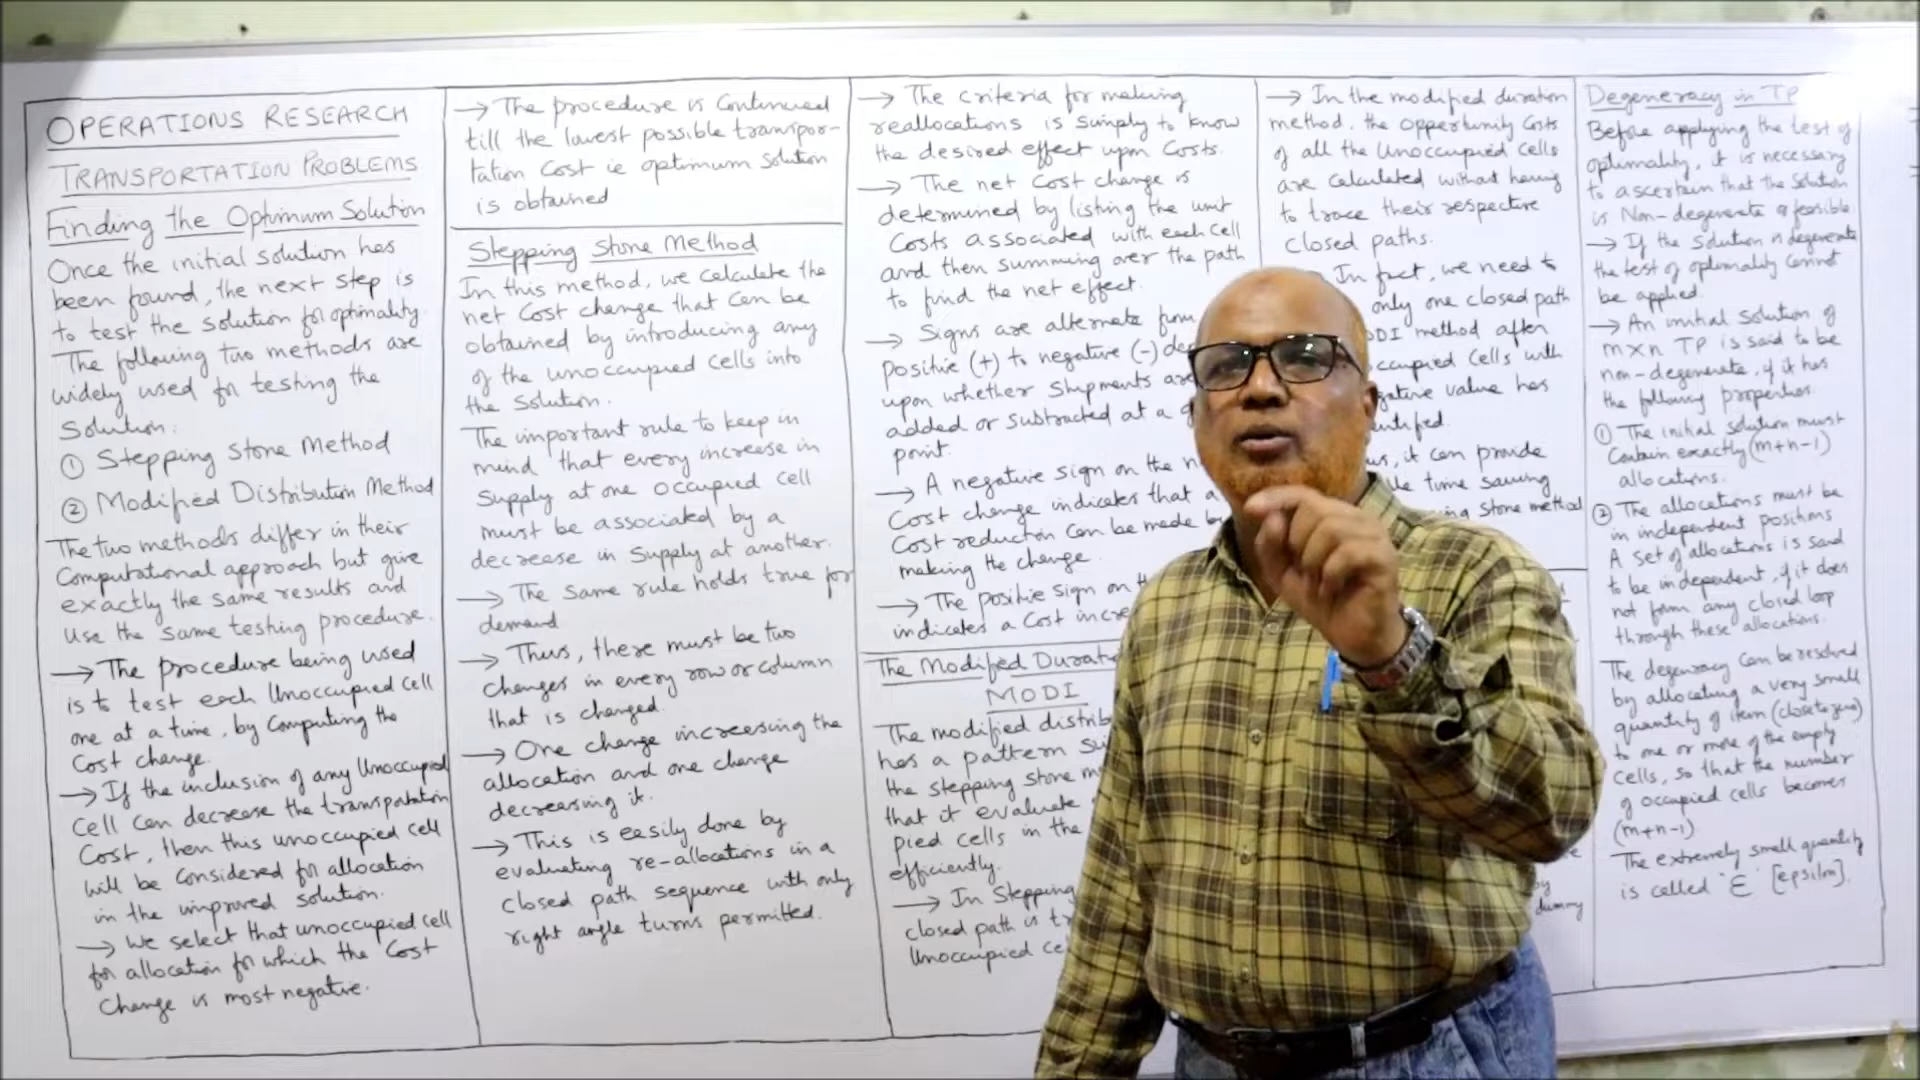 OPERATIONS RESEARCH
TRANSPORTATION PROBLEMS
Finding the Optimum Solution
Once the initial solution has
been found, the next step is
to test the solution for optimality.
The following two methods are
widely used for testing the
Solution:
① Stepping Stone Method
② Modified Distribution Method
The two methods differ in their
Computational approach but give
exactly the same results and
use the same testing procedure.
→ The procedure being used
is to test each unoccupied cell
one at a time, by computing the
Cost change.
→ If the inclusion of any unoccupied
cell can decrease the transportation
Cost, then this unoccupied cell
will be considered for allocation
in the improved solution.
→ We select that unoccupied cell
for allocation for which the Cost
Change is most negative.
→ The procedure is continued
till the lowest possible transpor-
tation Cost ie optimum solution
is obtained
Stepping Stone Method
In this method, we calculate the
net Cost change that can be
obtained by introducing any
of the unoccupied cells into
the Solution.
The important rule to keep in
mind that every increase in
Supply at one occupied cell
must be associated by a
decrease in supply at another.
→ The same rule holds true for
demand
→ Thus, there must be two
changes in every row or column
that is changed.
→ One change increasing the
allocation and one change
decreasing it.
→ This is easily done by
evaluating re-allocations in a
closed path sequence with only
right angle turns permitted.
→ The criteria for making
reallocations is simply to know
the desired effect upon Costs.
→ The net Cost change is
determined by listing the unit
Costs associated with each cell
and then summing over the path
to find the net effect.
→ Signs are alternate from
Positive (+) to negative (-) de
upon whether shipments are
added or subtracted at a
point.
→ A negative sign on the n
Cost change indicates that a
Cost reduction can be made by
making the change.
→ The positive sign on th
indicates a Cost incre
The Modified Durati
MODI
The modified distrib
has a pattern
the stepping stone m
that it evaluate
pied cells in the
efficiently.
→ In Stepping
closed path is tr
Unoccupied ce
→ In the modified duration
method, the opportunity Costs
of all the Unoccupied Cells
are calculated without having
to trace their respective
closed paths.
In fact, we need to
only one closed path
DI method after
ccupied cells with
gative value has
ntified.
us, it can provide
le time saving
ing stone method
by
dummy
Degeneracy in TP
Before applying the test of
optimality, it is necessary
to ascertain that the solution
is Non-degenerate & feasible.
→ If the solution is degenerate
the test of optimality cannot
be applied.
→ An initial solution of
m×n TP is said to be
non-degenerate, if it has
the following properties.
① The initial solution must
Contain exactly (m+n-1)
allocations.
② The allocations must be
in independent positions
A set of allocations is said
to be independent, if it does
not form any closed loop
through these allocations.
The degeneracy can be resolved
by allocating a very small
quantity of item (close to zero)
to one or more of the empty
cells, so that the number
of occupied cells becomes
(m+n-1)
The extremely small quantity
is called 'ε' [epsilon].